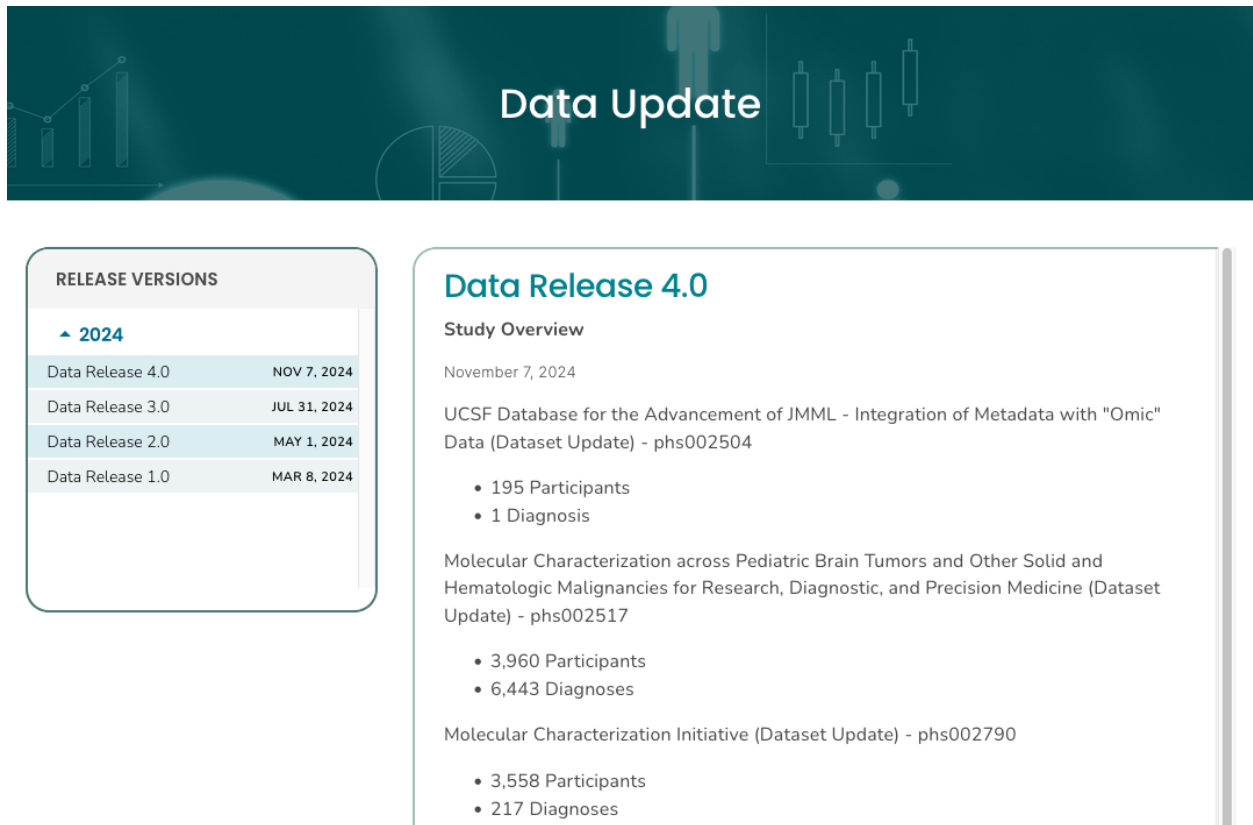 Data Update
RELEASE VERSIONS
2024
Data Release 4.0 NOV 7, 2024
Data Release 3.0 JUL 31, 2024
Data Release 2.0 MAY 1, 2024
Data Release 1.0 MAR 8, 2024
Data Release 4.0
Study Overview
November 7, 2024
UCSF Database for the Advancement of JMML - Integration of Metadata with "Omic"
Data (Dataset Update) - phs002504
• 195 Participants
• 1 Diagnosis
Molecular Characterization across Pediatric Brain Tumors and Other Solid and
Hematologic Malignancies for Research, Diagnostic, and Precision Medicine (Dataset
Update) - phs002517
• 3,960 Participants
• 6,443 Diagnoses
Molecular Characterization Initiative (Dataset Update) - phs002790
• 3,558 Participants
• 217 Diagnoses